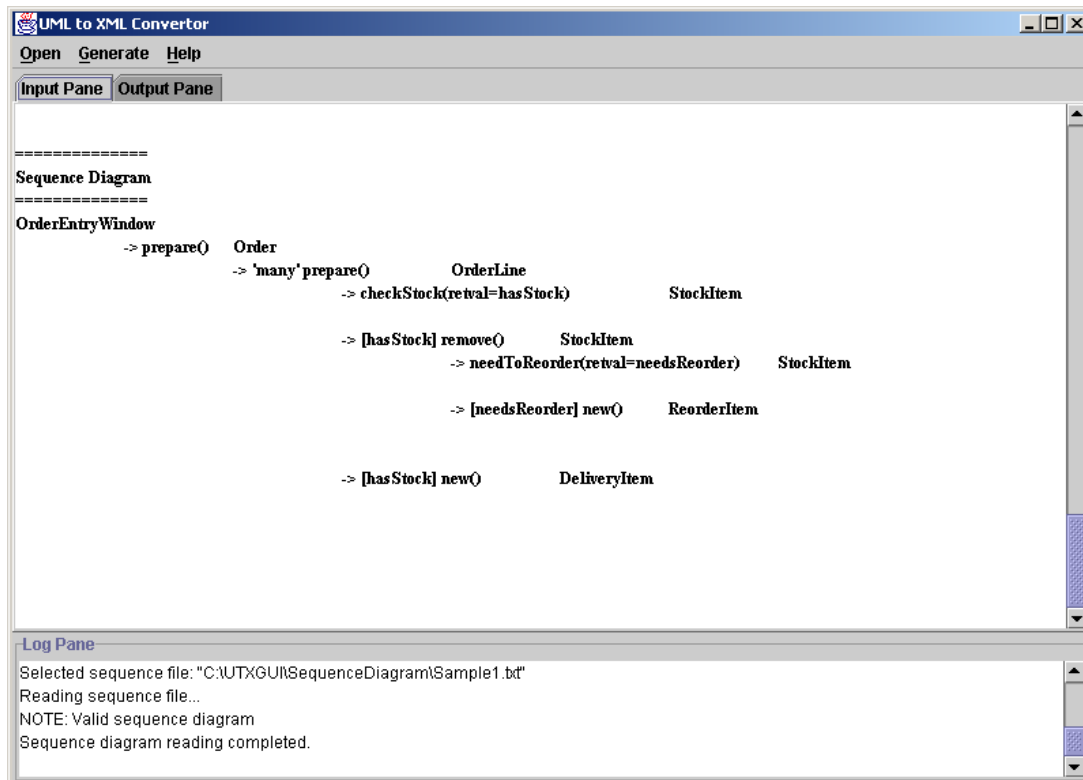 UML to XML Convertor
Open Generate Help
Input Pane Output Pane
==============
Sequence Diagram
==============
OrderEntryWindow
-> prepare() Order
-> 'many' prepare() OrderLine
-> checkStock(retval=hasStock) StockItem
-> [hasStock] remove() StockItem
-> needToReorder(retval=needsReorder) StockItem
-> [needsReorder] new() ReorderItem
-> [hasStock] new() DeliveryItem
Log Pane
Selected sequence file: "C:\UTXGUI\SequenceDiagram\Sample1.txt"
Reading sequence file...
NOTE: Valid sequence diagram
Sequence diagram reading completed.